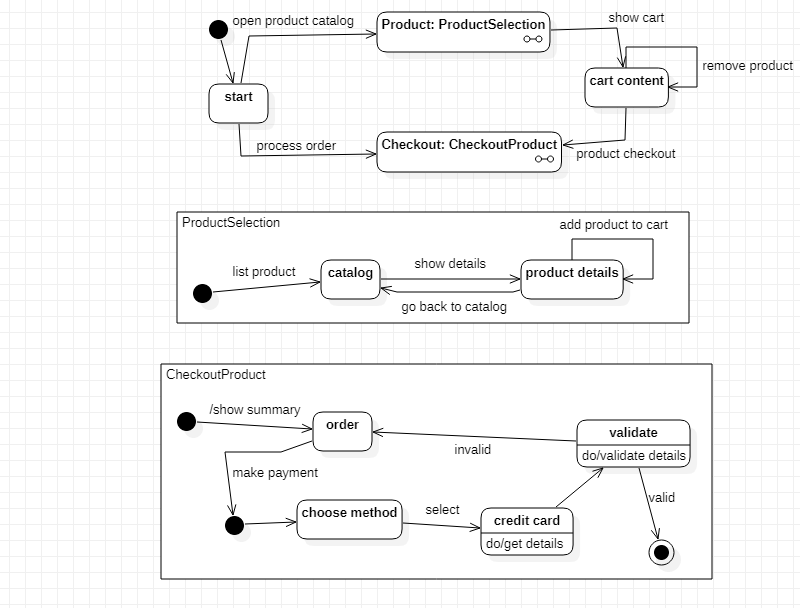 open product catalog
Product: ProductSelection
show cart
start
cart content
remove product
process order
Checkout: CheckoutProduct
product checkout
ProductSelection
add product to cart
list product
catalog
show details
product details
go back to catalog
CheckoutProduct
/show summary
order
validate
do/validate details
invalid
make payment
valid
choose method
select
credit card
do/get details